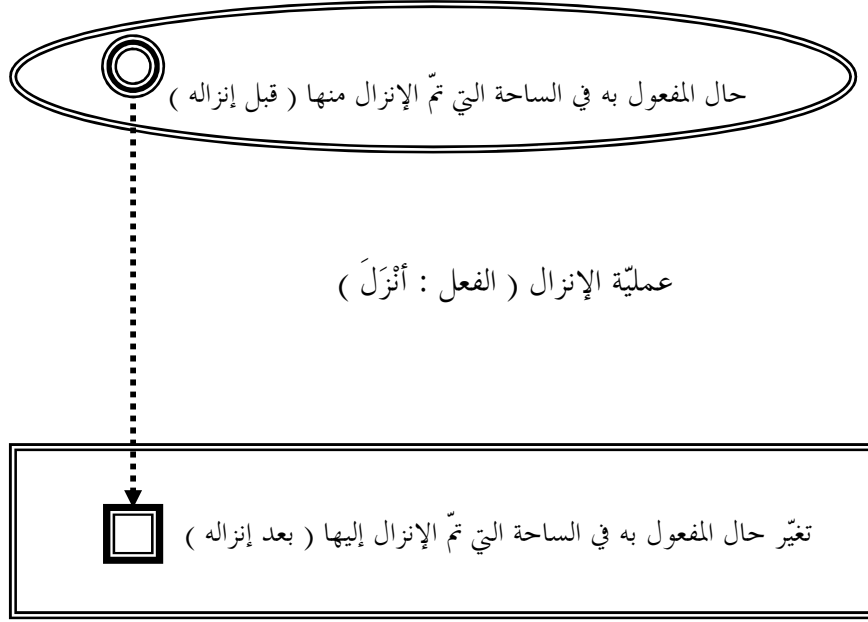 حال المفعول به في الساحة التي تمّ الإنزال منها ( قبل إنزاله )
عمليّة الإنزال ( الفعل : أنْزَلَ )
تغيّر حال المفعول به في الساحة التي تمّ الإنزال إليها ( بعد إنزاله )